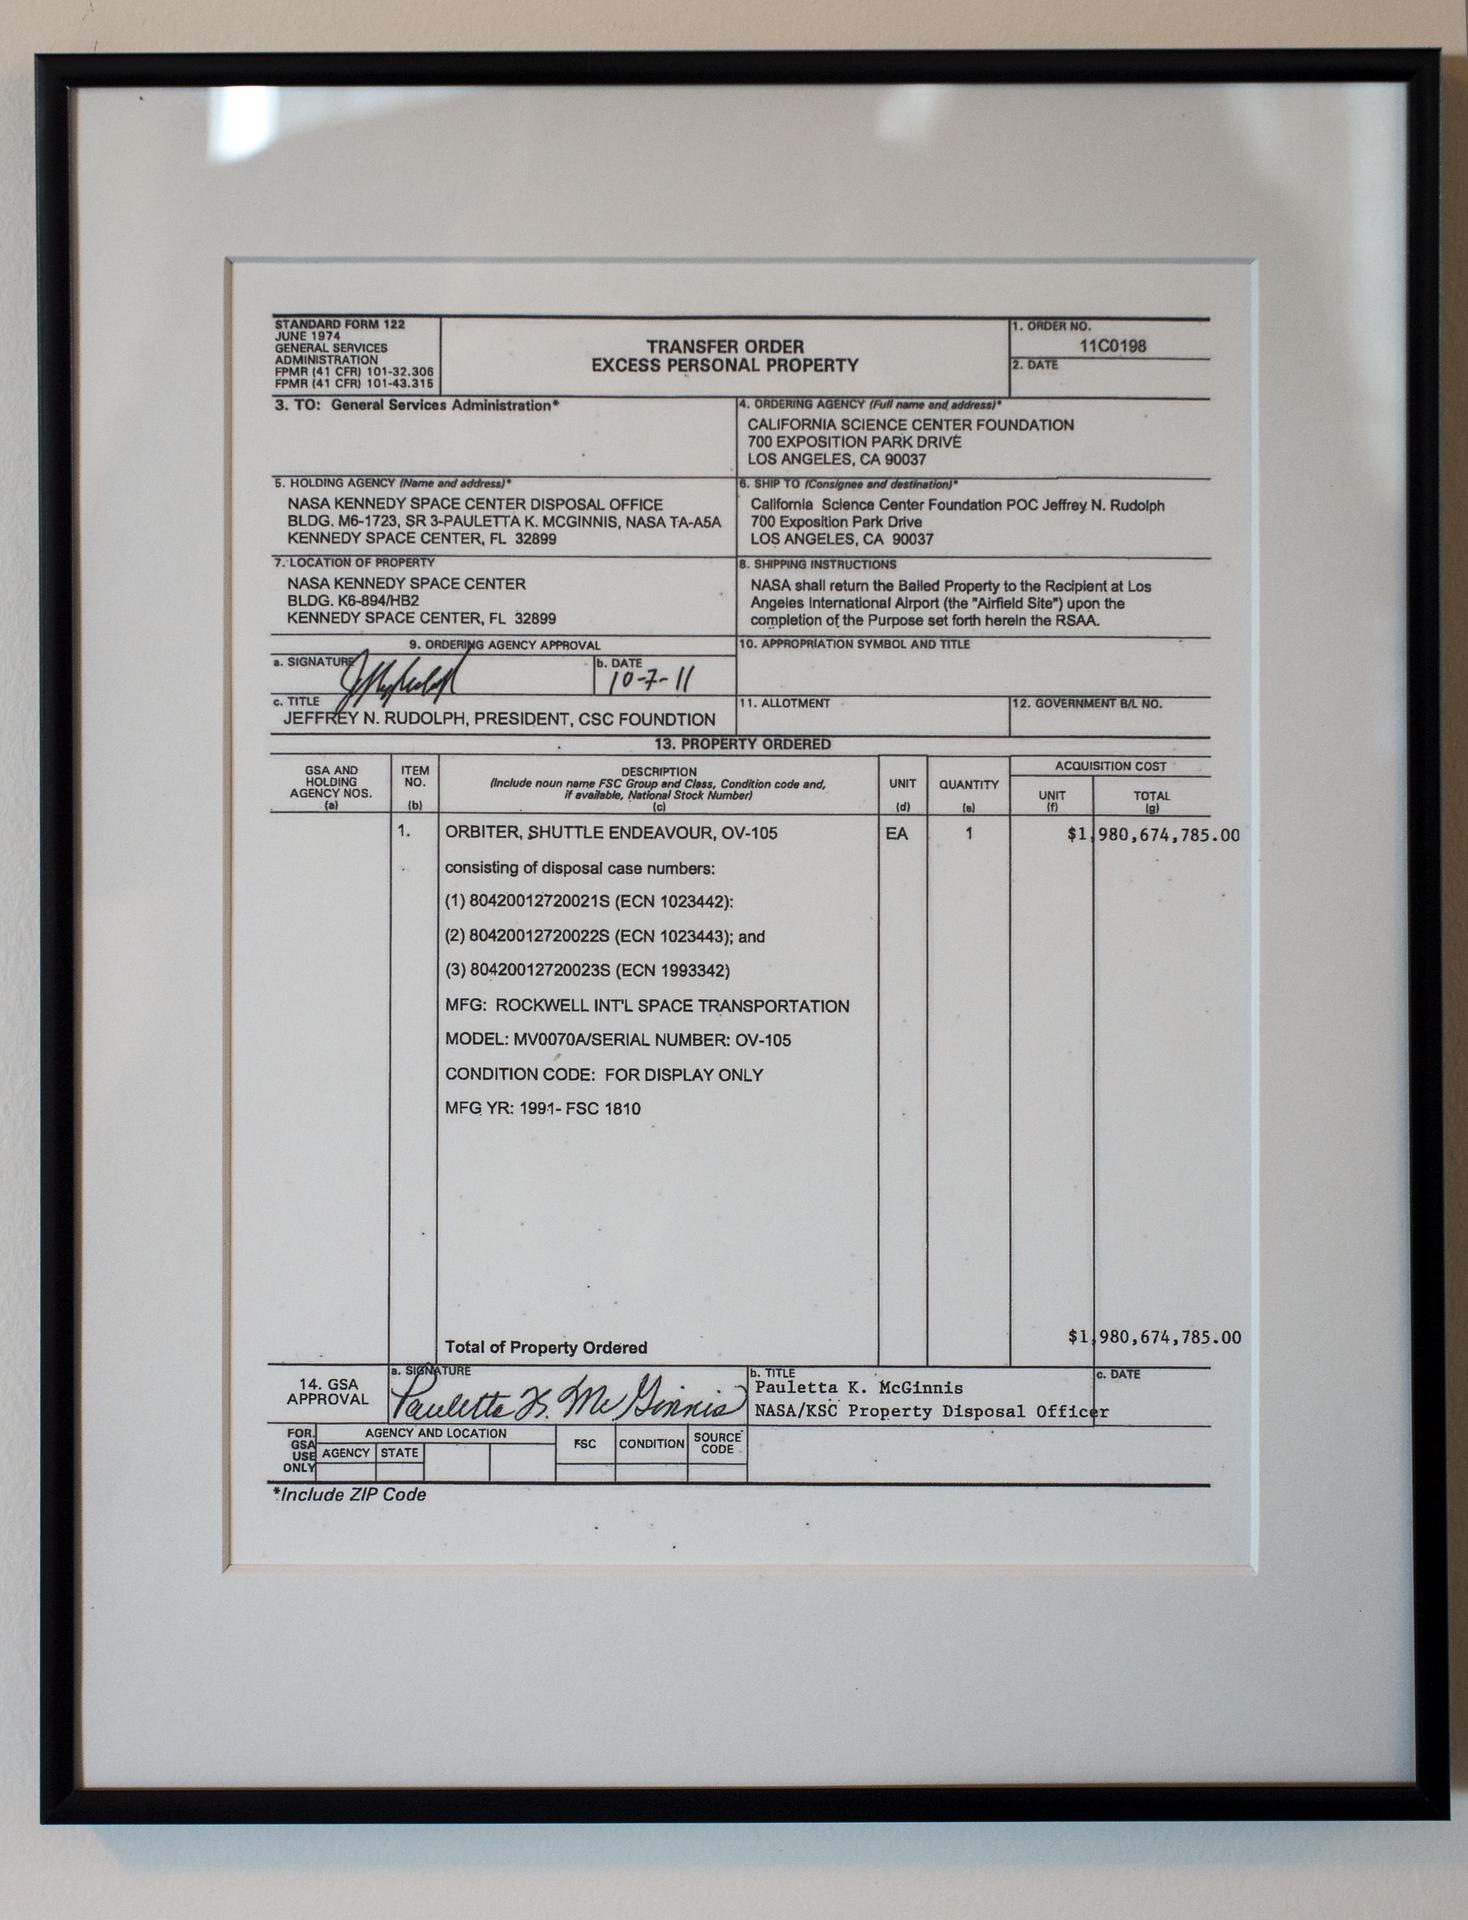 STANDARD FORM 122
JUNE 1974
GENERAL SERVICES
ADMINISTRATION
FPMR (41 CFR) 101-32.306
FPMR (41 CFR) 101-43.315
TRANSFER ORDER
EXCESS PERSONAL PROPERTY
1. ORDER NO.
11C0198
2. DATE
3. TO: General Services Administration*
4. ORDERING AGENCY (Full name and address)*
CALIFORNIA SCIENCE CENTER FOUNDATION
700 EXPOSITION PARK DRIVE
LOS ANGELES, CA 90037
5. HOLDING AGENCY (Name and address)*
NASA KENNEDY SPACE CENTER DISPOSAL OFFICE
BLDG. M6-1723, SR 3-PAULETTA K. MCGINNIS, NASA TA-A5A
KENNEDY SPACE CENTER, FL 32899
6. SHIP TO (Consignee and destination)*
California Science Center Foundation POC Jeffrey N. Rudolph
700 Exposition Park Drive
LOS ANGELES, CA 90037
7. LOCATION OF PROPERTY
NASA KENNEDY SPACE CENTER
BLDG. K6-894/HB2
KENNEDY SPACE CENTER, FL 32899
8. SHIPPING INSTRUCTIONS
NASA shall return the Bailed Property to the Recipient at Los
Angeles International Airport (the "Airfield Site") upon the
completion of the Purpose set forth herein the RSAA.
9. ORDERING AGENCY APPROVAL
a. SIGNATURE
b. DATE
10-7-11
c. TITLE
JEFFREY N. RUDOLPH, PRESIDENT, CSC FOUNDTION
10. APPROPRIATION SYMBOL AND TITLE
11. ALLOTMENT
12. GOVERNMENT B/L NO.
13. PROPERTY ORDERED
GSA AND
HOLDING
AGENCY NOS.
(a)
ITEM
NO.
(b)
DESCRIPTION
(Include noun name FSC Group and Class, Condition code and,
if available, National Stock Number)
(c)
UNIT
(d)
QUANTITY
(e)
ACQUISITION COST
UNIT
(f)
TOTAL
(g)
1. ORBITER, SHUTTLE ENDEAVOUR, OV-105 EA 1 $1,980,674,785.00
consisting of disposal case numbers:
(1) 80420012720021S (ECN 1023442):
(2) 80420012720022S (ECN 1023443); and
(3) 80420012720023S (ECN 1993342)
MFG: ROCKWELL INT'L SPACE TRANSPORTATION
MODEL: MV0070A/SERIAL NUMBER: OV-105
CONDITION CODE: FOR DISPLAY ONLY
MFG YR: 1991- FSC 1810
Total of Property Ordered $1,980,674,785.00
14. GSA
APPROVAL
a. SIGNATURE
Pauletta K. McGinnis
b. TITLE
Pauletta K. McGinnis
NASA/KSC Property Disposal Officer
c. DATE
FOR
GSA
USE
ONLY
AGENCY AND LOCATION
AGENCY STATE
FSC
CONDITION
SOURCE
CODE
*Include ZIP Code